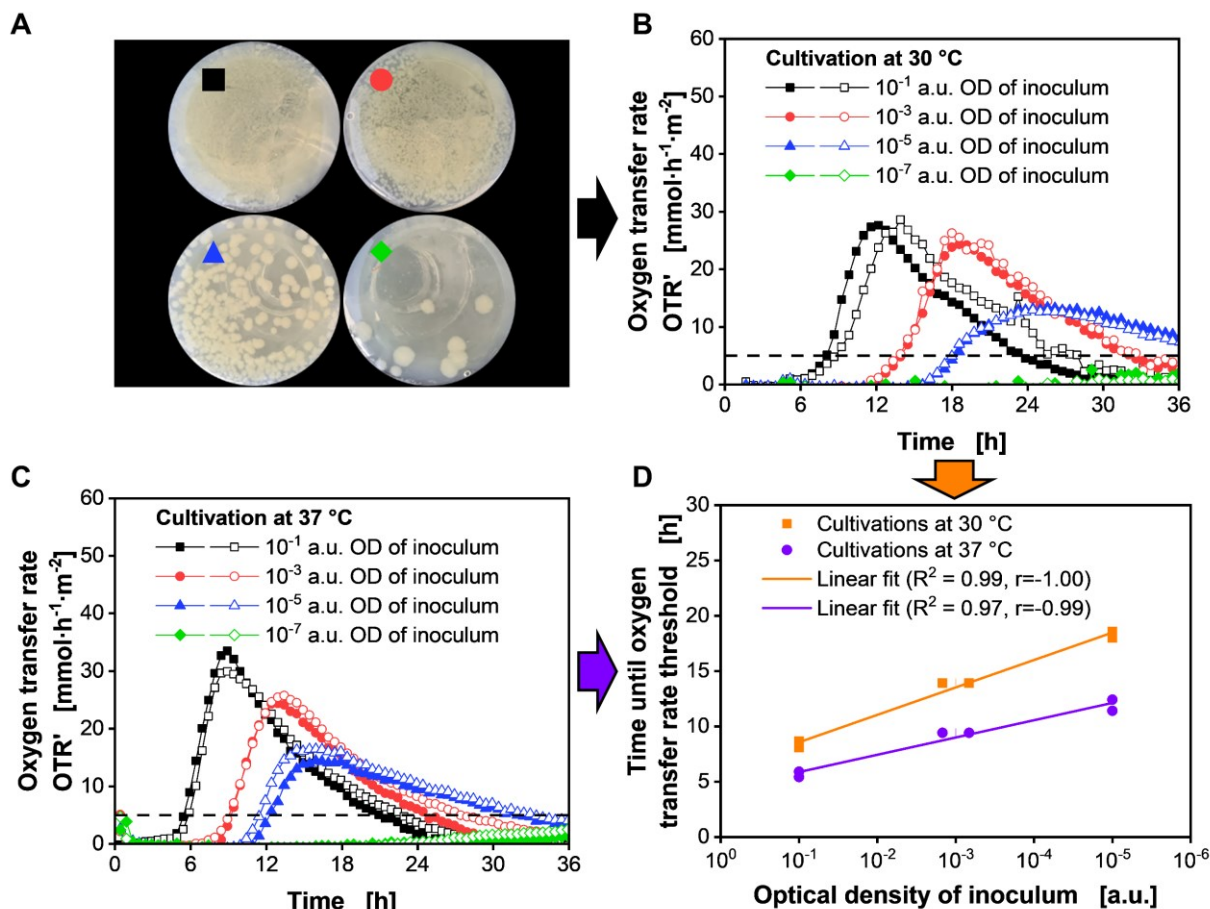 A
B
Cultivation at 30 °C
10⁻¹ a.u. OD of inoculum
10⁻³ a.u. OD of inoculum
10⁻⁵ a.u. OD of inoculum
10⁻⁷ a.u. OD of inoculum
Oxygen transfer rate
OTR' [mmol·h⁻¹·m⁻²]
60
50
40
30
20
10
0
0 6 12 18 24 30 36
Time [h]
C
Cultivation at 37 °C
10⁻¹ a.u. OD of inoculum
10⁻³ a.u. OD of inoculum
10⁻⁵ a.u. OD of inoculum
10⁻⁷ a.u. OD of inoculum
Oxygen transfer rate
OTR' [mmol·h⁻¹·m⁻²]
60
50
40
30
20
10
0
0 6 12 18 24 30 36
Time [h]
D
Cultivations at 30 °C
Cultivations at 37 °C
Linear fit (R² = 0.99, r=-1.00)
Linear fit (R² = 0.97, r=-0.99)
Time until oxygen
transfer rate threshold [h]
30
25
20
15
10
5
0
10⁰ 10⁻¹ 10⁻² 10⁻³ 10⁻⁴ 10⁻⁵ 10⁻⁶
Optical density of inoculum [a.u.]